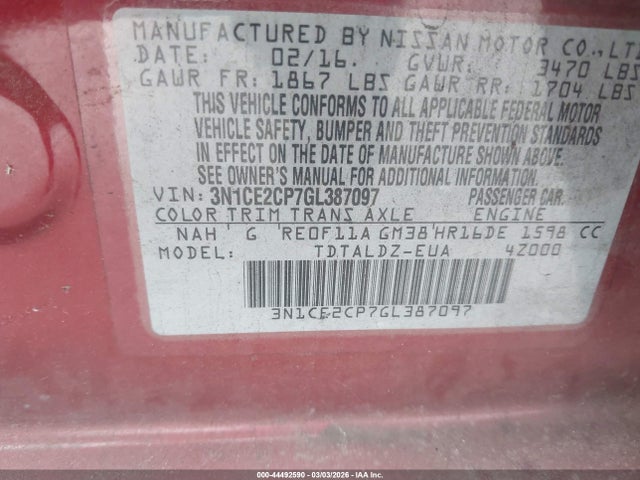 MANUFACTURED BY NISSAN MOTOR CO., LTD
DATE: 02/16. GVWR: 3470 LBS
GAWR FR: 1867 LBS GAWR RR: 1704 LBS
THIS VEHICLE CONFORMS TO ALL APPLICABLE FEDERAL MOTOR
VEHICLE SAFETY, BUMPER AND THEFT PREVENTION STANDARDS
IN EFFECT ON THE DATE OF MANUFACTURE SHOWN ABOVE.
SEE OWNER'S MANUAL FOR ADDITIONAL INFORMATION.
VIN: 3N1CE2CP7GL387097 PASSENGER CAR.
COLOR TRIM TRANS AXLE ENGINE
NAH G RE0F11A GM38 HR16DE 1598 CC
MODEL: TDTALDZ-EUA 4Z000
3N1CE2CP7GL387097
000-44492590 - 03/03/2026 - IAA Inc.